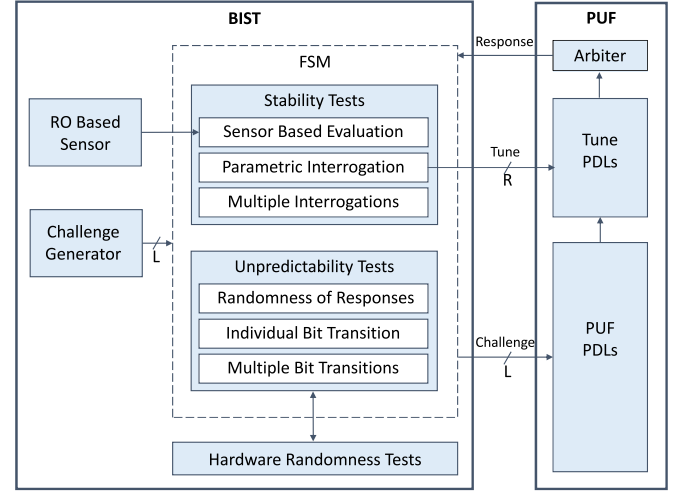 BIST
PUF
FSM
Response
Arbiter
Stability Tests
RO Based
Sensor
Sensor Based Evaluation
Parametric Interrogation
Multiple Interrogations
Tune
R
Tune
PDLs
Challenge
Generator
L
Unpredictability Tests
Randomness of Responses
Individual Bit Transition
Multiple Bit Transitions
Challenge
L
PUF
PDLs
Hardware Randomness Tests